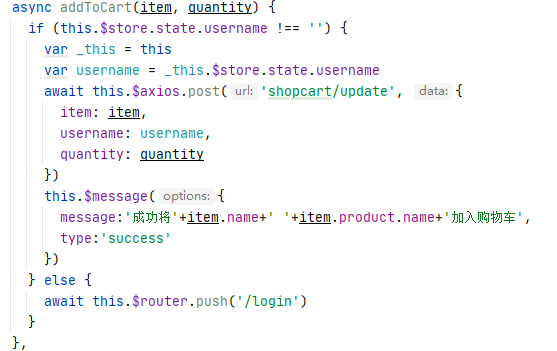 async addToCart(item, quantity) {
  if (this.$store.state.username !== '') {
    var _this = this
    var username = _this.$store.state.username
    await this.$axios.post( url: 'shopcart/update', data: {
      item: item,
      username: username,
      quantity: quantity
    })
    this.$message( options: {
      message:'成功将'+item.name+' '+item.product.name+'加入购物车',
      type:'success'
    })
  } else {
    await this.$router.push('/login')
  }
},